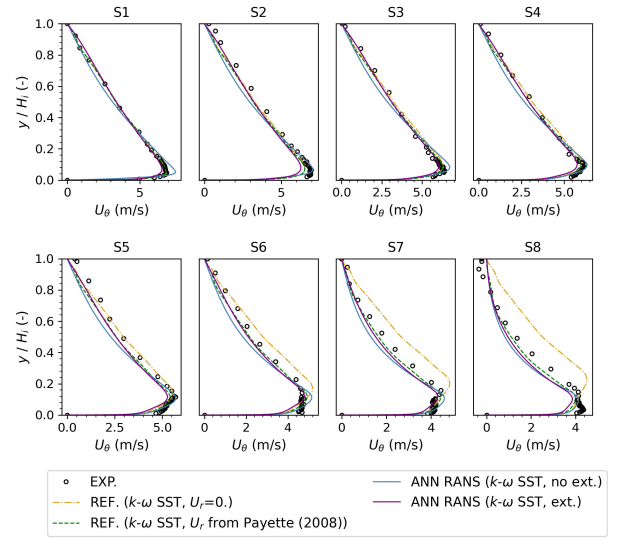 S1 S2 S3 S4
1.0
0.8
0.6
0.4
0.2
0.0
y / H_i (-)
0 5 0 5 0.0 2.5 5.0 0.0 2.5 5.0
U_θ (m/s) U_θ (m/s) U_θ (m/s) U_θ (m/s)
S5 S6 S7 S8
1.0
0.8
0.6
0.4
0.2
0.0
y / H_i (-)
0.0 2.5 5.0 0 2 4 0 2 4 0 2 4
U_θ (m/s) U_θ (m/s) U_θ (m/s) U_θ (m/s)
EXP.
REF. (k-ω SST, U_r=0.)
REF. (k-ω SST, U_r from Payette (2008))
ANN RANS (k-ω SST, no ext.)
ANN RANS (k-ω SST, ext.)